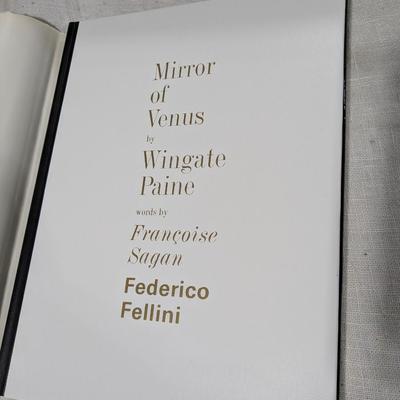 Mirror
of
Venus
by
Wingate
Paine
words by
Françoise
Sagan
Federico
Fellini